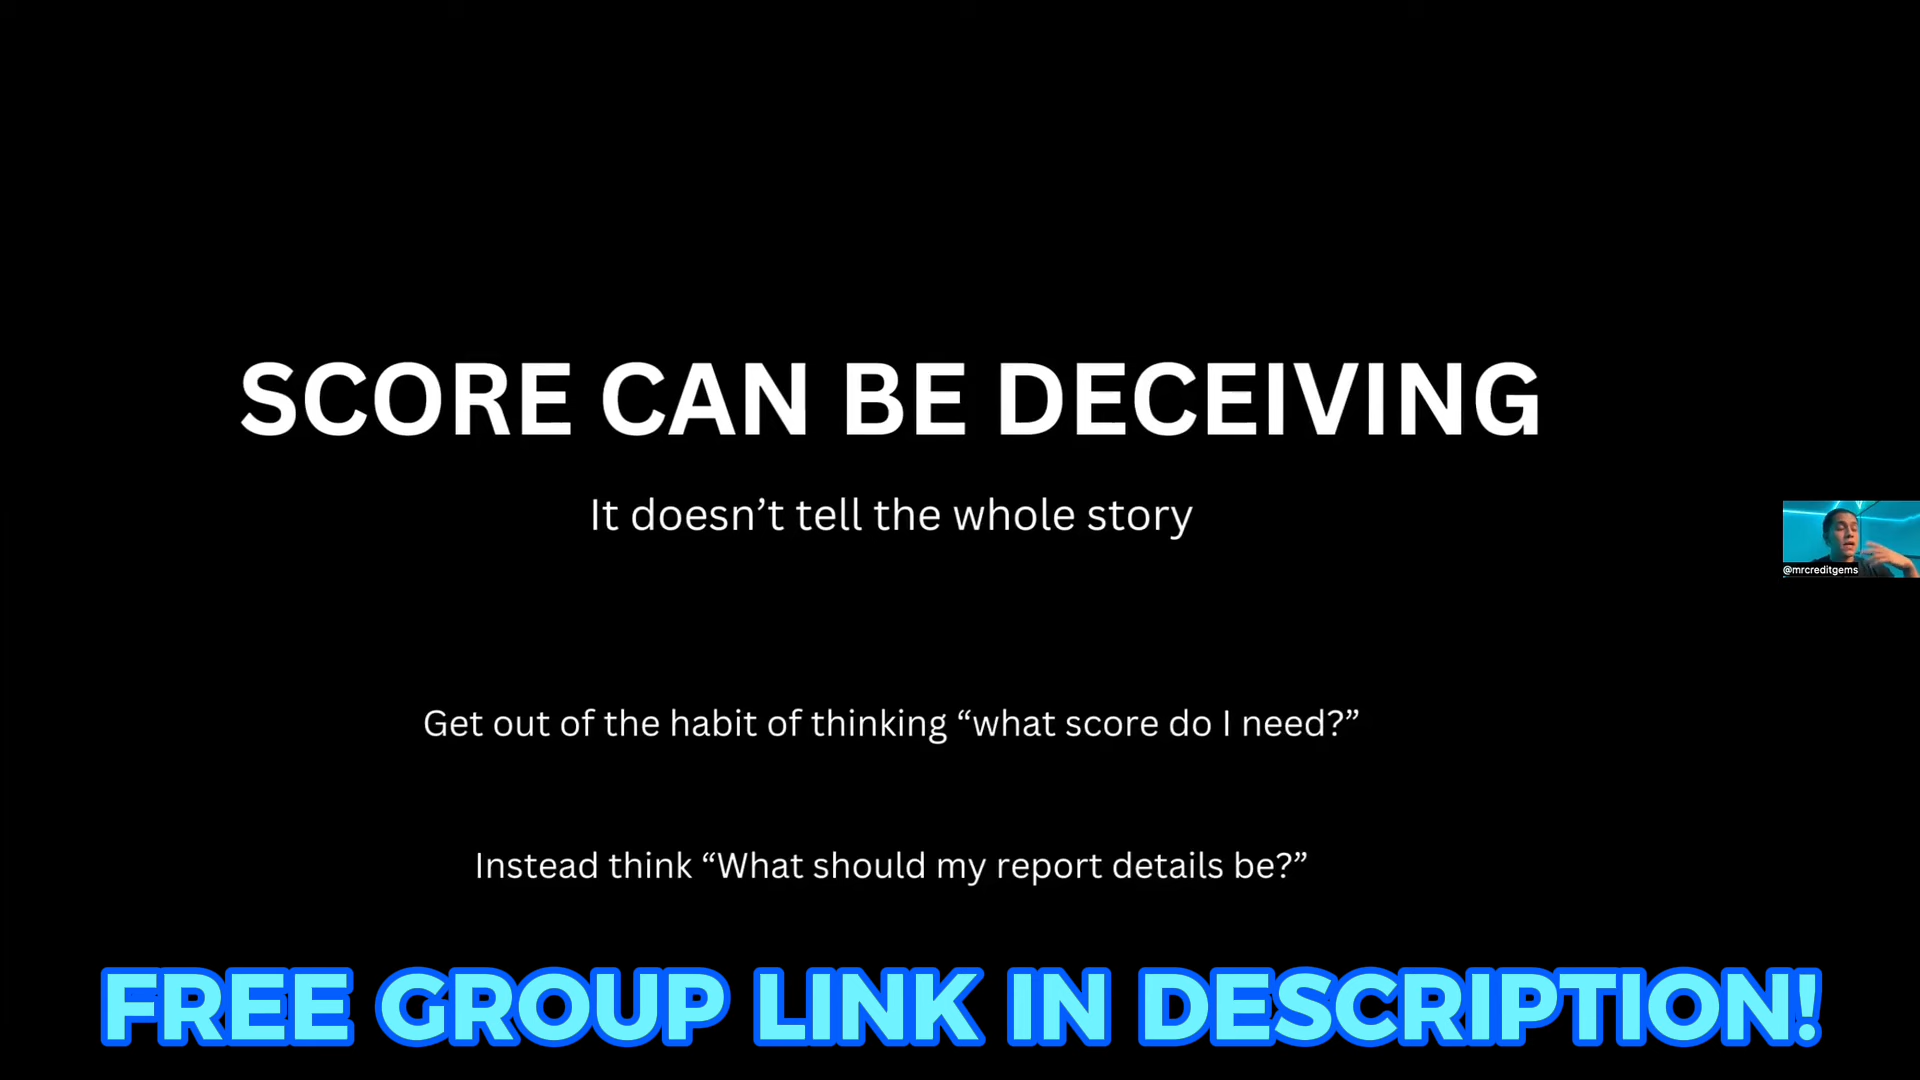 SCORE CAN BE DECEIVING
It doesn’t tell the whole story
@mrcreditgems
Get out of the habit of thinking “what score do I need?”
Instead think “What should my report details be?”
FREE GROUP LINK IN DESCRIPTION!